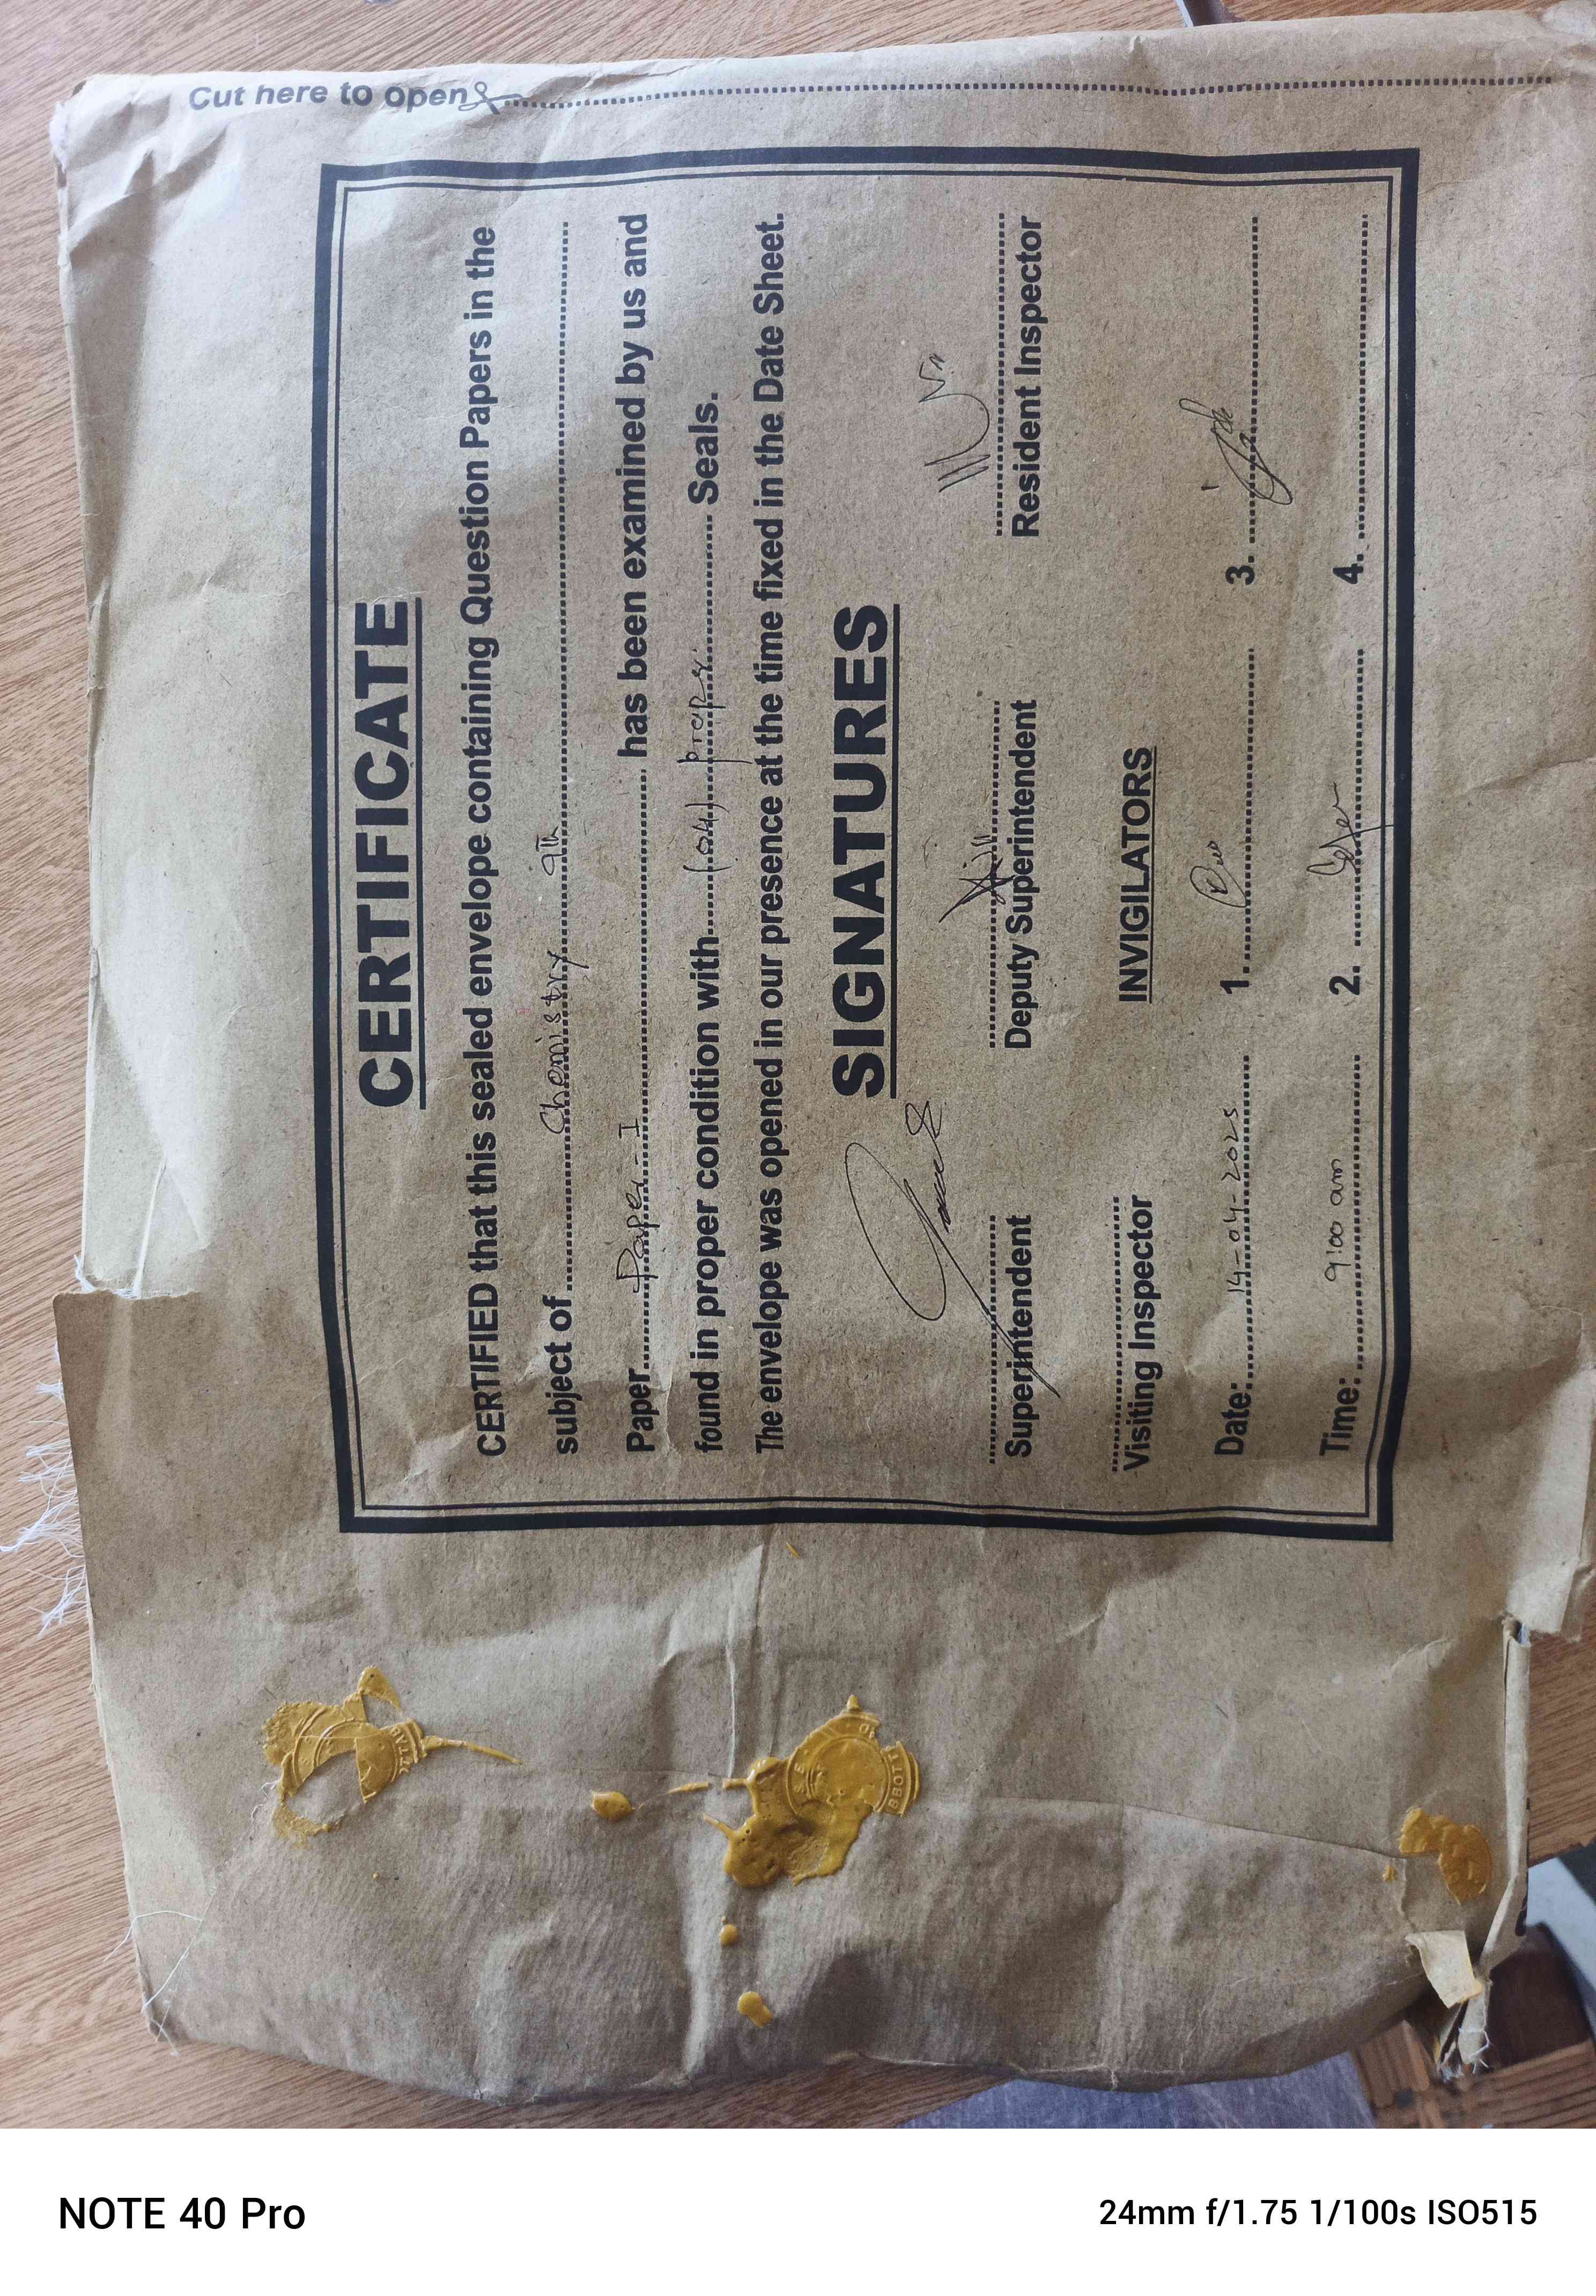 Cut here to open
CERTIFICATE
CERTIFIED that this sealed envelope containing Question Papers in the
subject of Chemistry 9th
Paper Paper-I has been examined by us and
found in proper condition with (04) proper Seals.
The envelope was opened in our presence at the time fixed in the Date Sheet.
SIGNATURES
Superintendent Deputy Superintendent Resident Inspector
Visiting Inspector INVIGILATORS
Date: 14-04-2025 1. 3.
Time: 9:00 am 2. 4.
NOTE 40 Pro
24mm f/1.75 1/100s ISO515